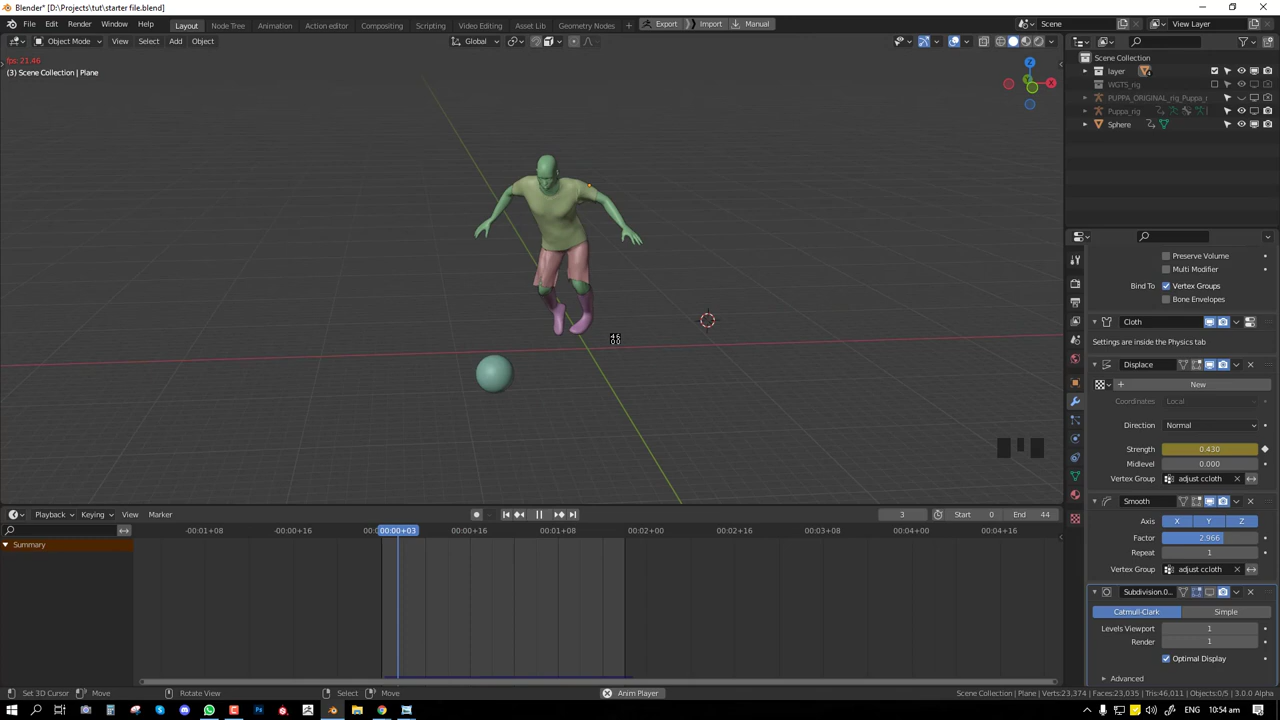 Blender* [D:\Projects\tut\starter file.blend]
File Edit Render Window Help Layout Node Tree Animation Action editor Compositing Scripting Video Editing Asset Lib Geometry Nodes Export Import Manual Scene View Layer
Object Mode View Select Add Object Global
fps: 21.46
(3) Scene Collection | Plane
Z
X
Y
46
00
Scene Collection
layer 4
WGTS_rig
PUPPA_ORIGINAL_rig_Puppa_r
Puppa_rig
Sphere
Preserve Volume
Multi Modifier
Bind To Vertex Groups
Bone Envelopes
Cloth
Settings are inside the Physics tab
Displace
New
Coordinates Local
Direction Normal
Strength 0.430
Midlevel 0.000
Vertex Group adjust ccloth
Smooth
Axis X Y Z
Factor 2.966
Repeat 1
Vertex Group adjust ccloth
Subdivision.0...
Catmull-Clark Simple
Levels Viewport 1
Render 1
Optimal Display
Advanced
Playback Keying View Marker 3 Start 0 End 44
-00:01+08 -00:00+16 00:00+03 00:00+16 00:01+08 00:02+00 00:02+16 00:03+08 00:04+00 00:04+16
Summary
Set 3D Cursor Move Rotate View Select Move Anim Player Scene Collection | Plane | Verts:23,374 | Faces:23,035 | Tris:46,011 | Objects:0/5 | 3.0.0 Alpha
ENG 10:54 am